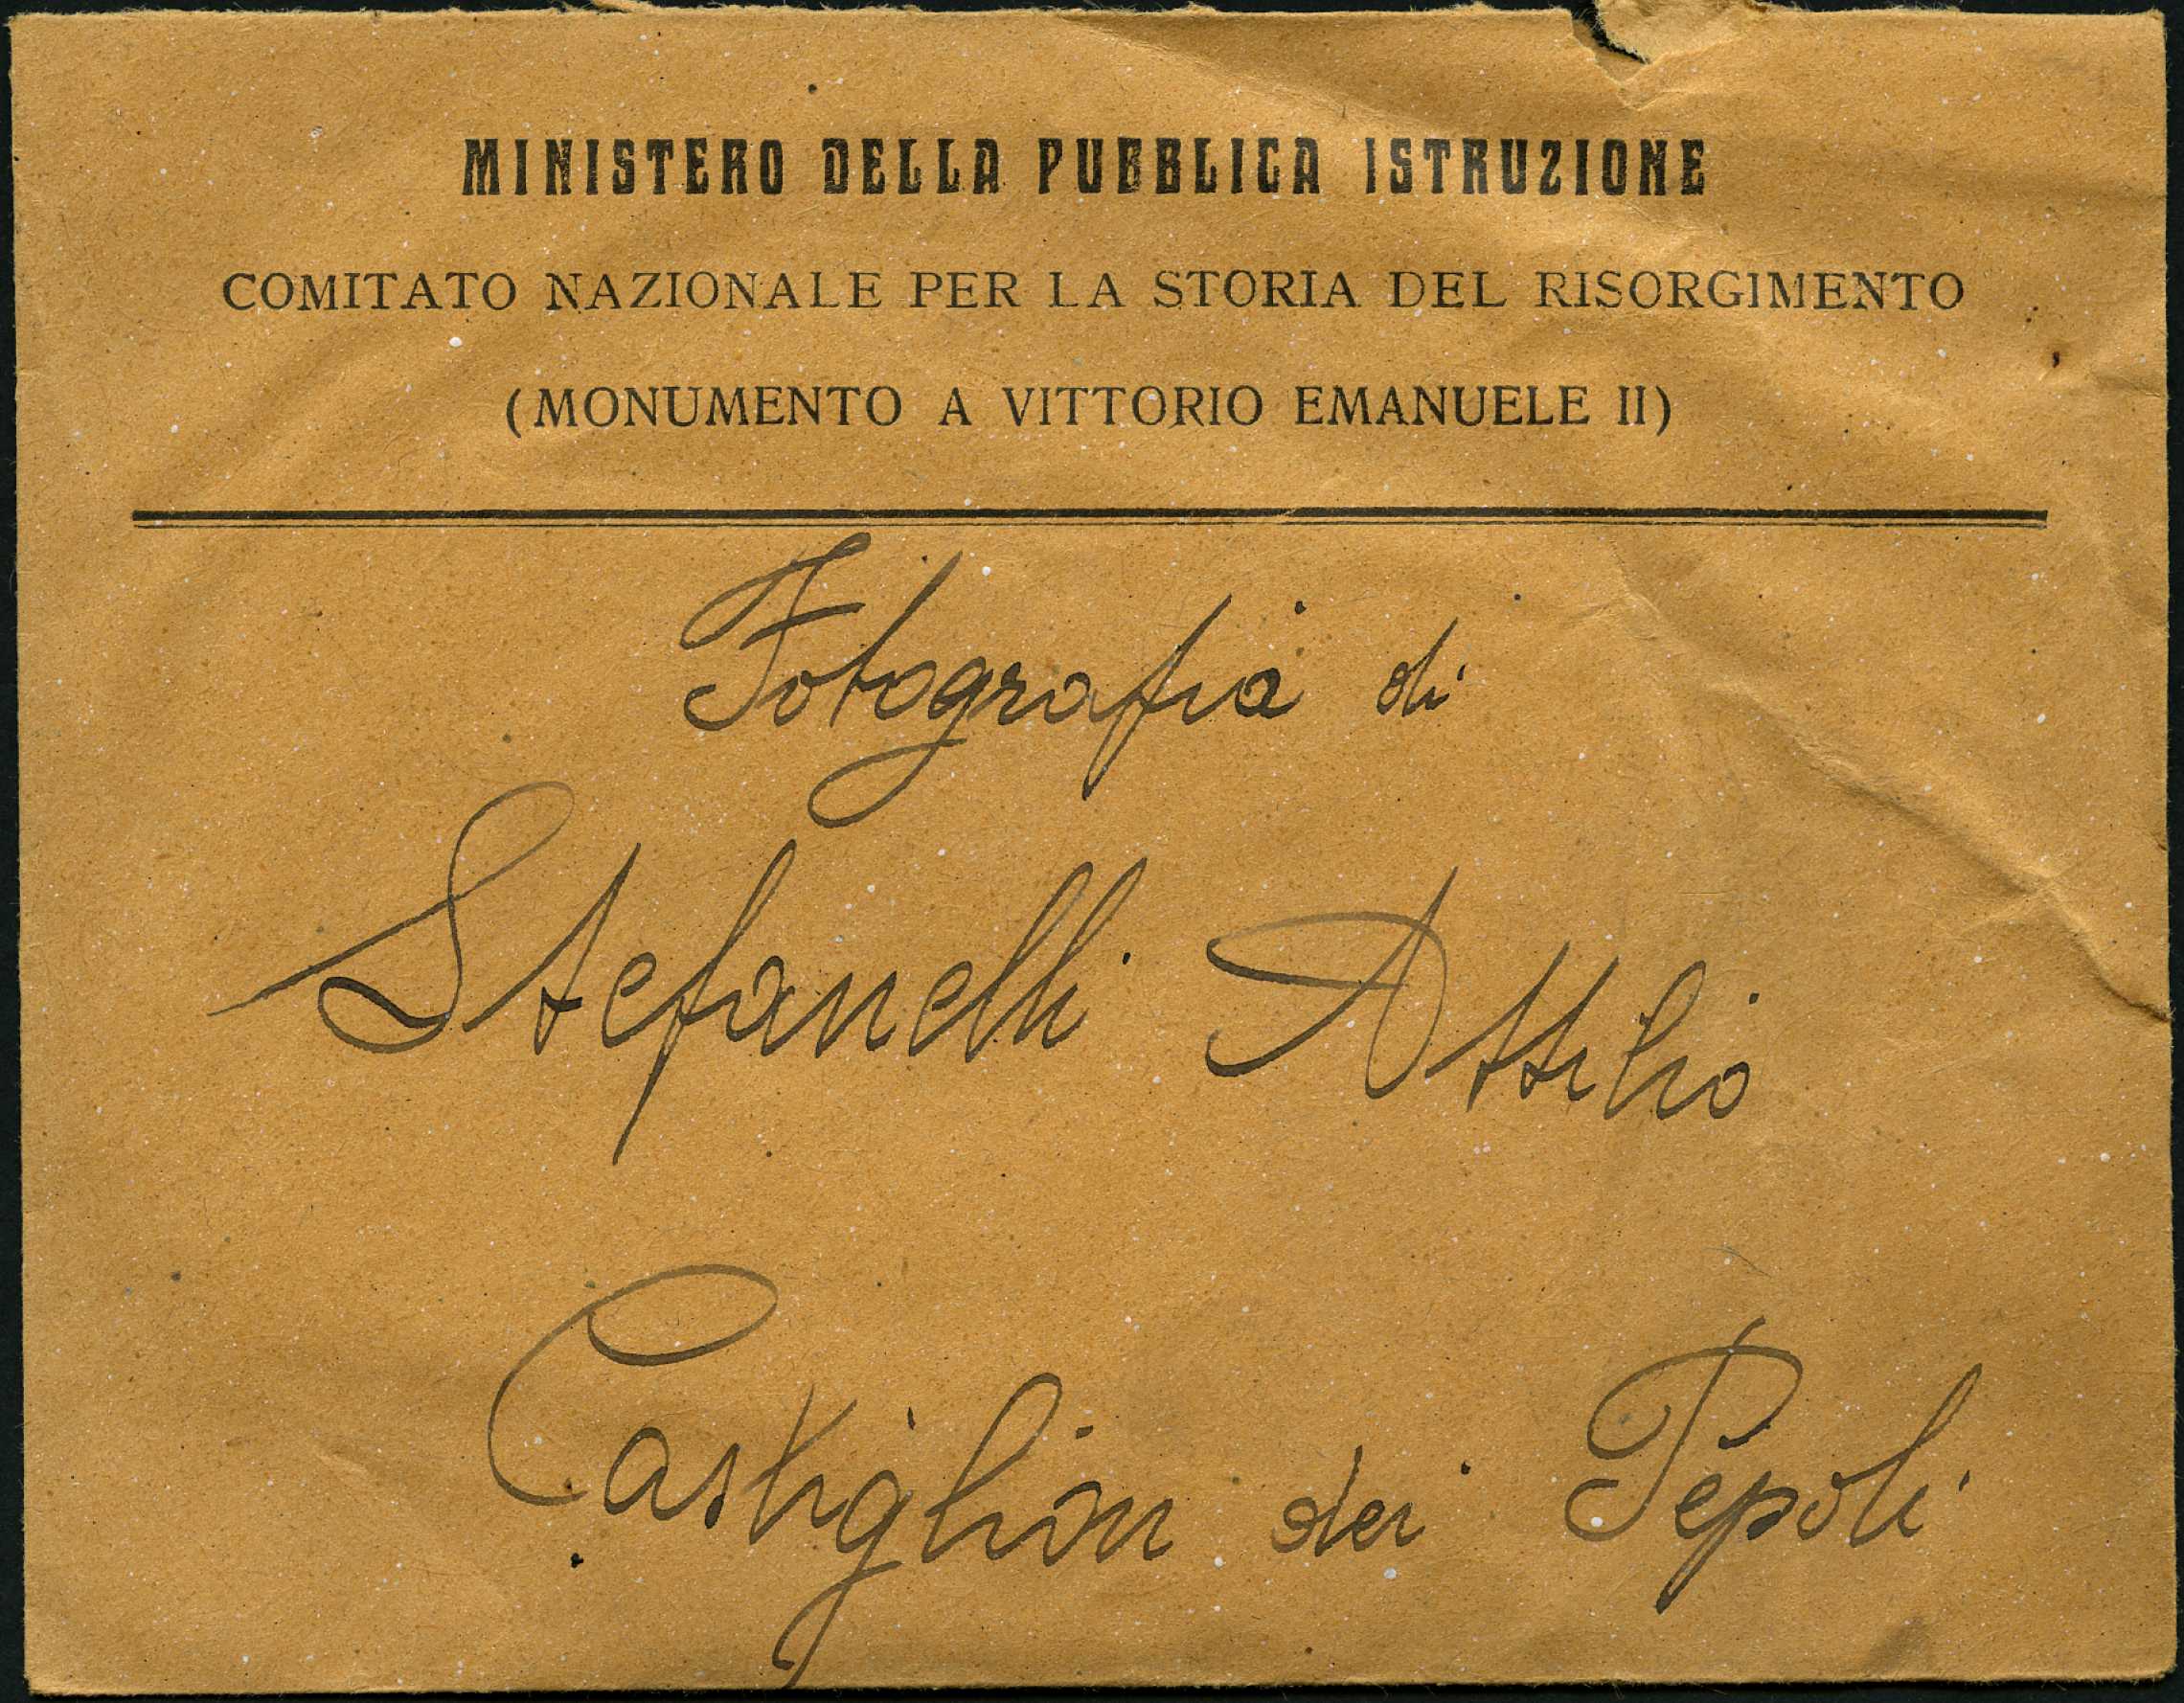 MINISTERO DELLA PUBBLICA ISTRUZIONE
COMITATO NAZIONALE PER LA STORIA DEL RISORGIMENTO
(MONUMENTO A VITTORIO EMANUELE II)
Fotografia di
Stefanelli Attilio
Castiglion dei Pepoli